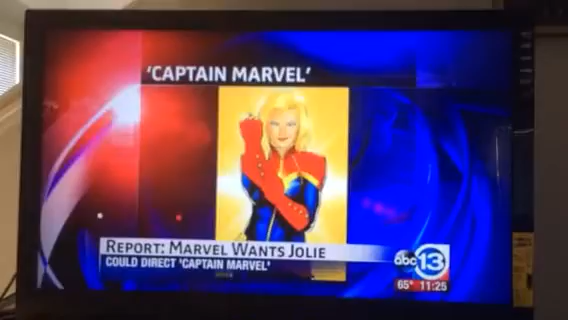 'CAPTAIN MARVEL'
REPORT: MARVEL WANTS JOLIE
COULD DIRECT 'CAPTAIN MARVEL'
abc 13
65° 11:25